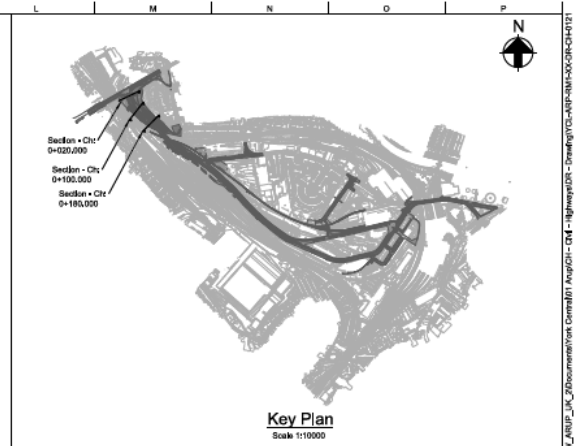 L M N O P
N
Section - Ch:
0+020.000
Section - Ch:
0+100.000
Section - Ch:
0+180.000
Key Plan
Scale 1:10000